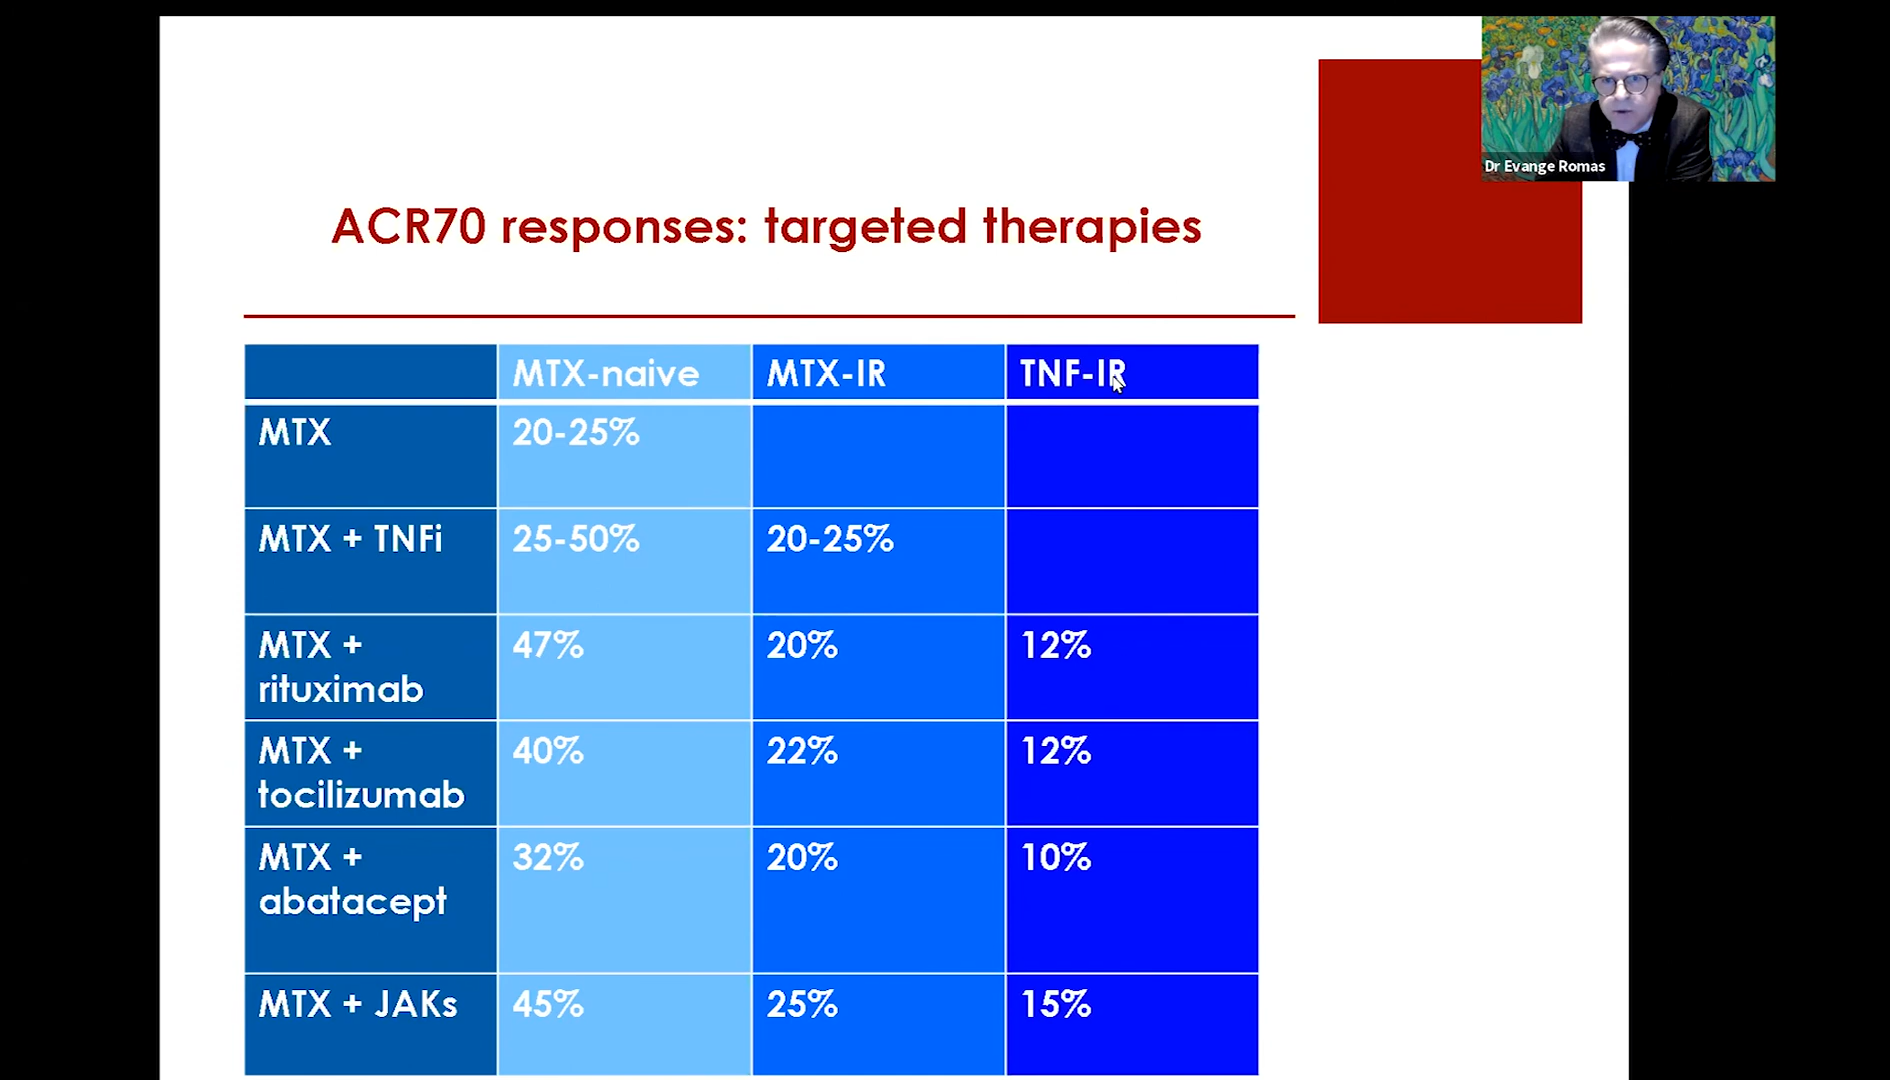 Dr Evange Romas
ACR70 responses: targeted therapies
MTX-naive MTX-IR TNF-IR
MTX 20-25%
MTX + TNFi 25-50% 20-25%
MTX + 47% 20% 12%
rituximab
MTX + 40% 22% 12%
tocilizumab
MTX + 32% 20% 10%
abatacept
MTX + JAKs 45% 25% 15%